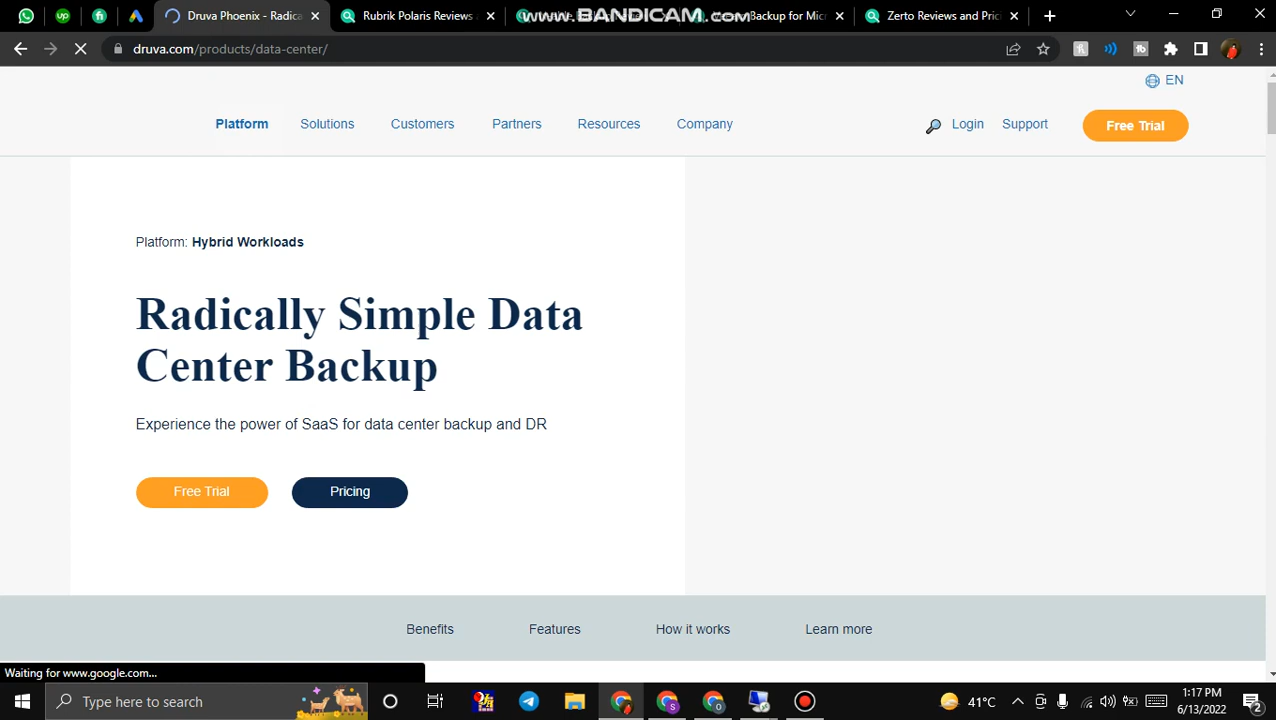 Druva Phoenix - Radica
Rubrik Polaris Reviews
www.BANDICAM.com
Backup for Mic
Zerto Reviews and Pric
druva.com/products/data-center/
EN
Platform
Solutions
Customers
Partners
Resources
Company
Login
Support
Free Trial
Platform: Hybrid Workloads
Radically Simple Data
Center Backup
Experience the power of SaaS for data center backup and DR
Free Trial
Pricing
Benefits
Features
How it works
Learn more
Waiting for www.google.com...
Type here to search
41°C
1:17 PM
6/13/2022
2